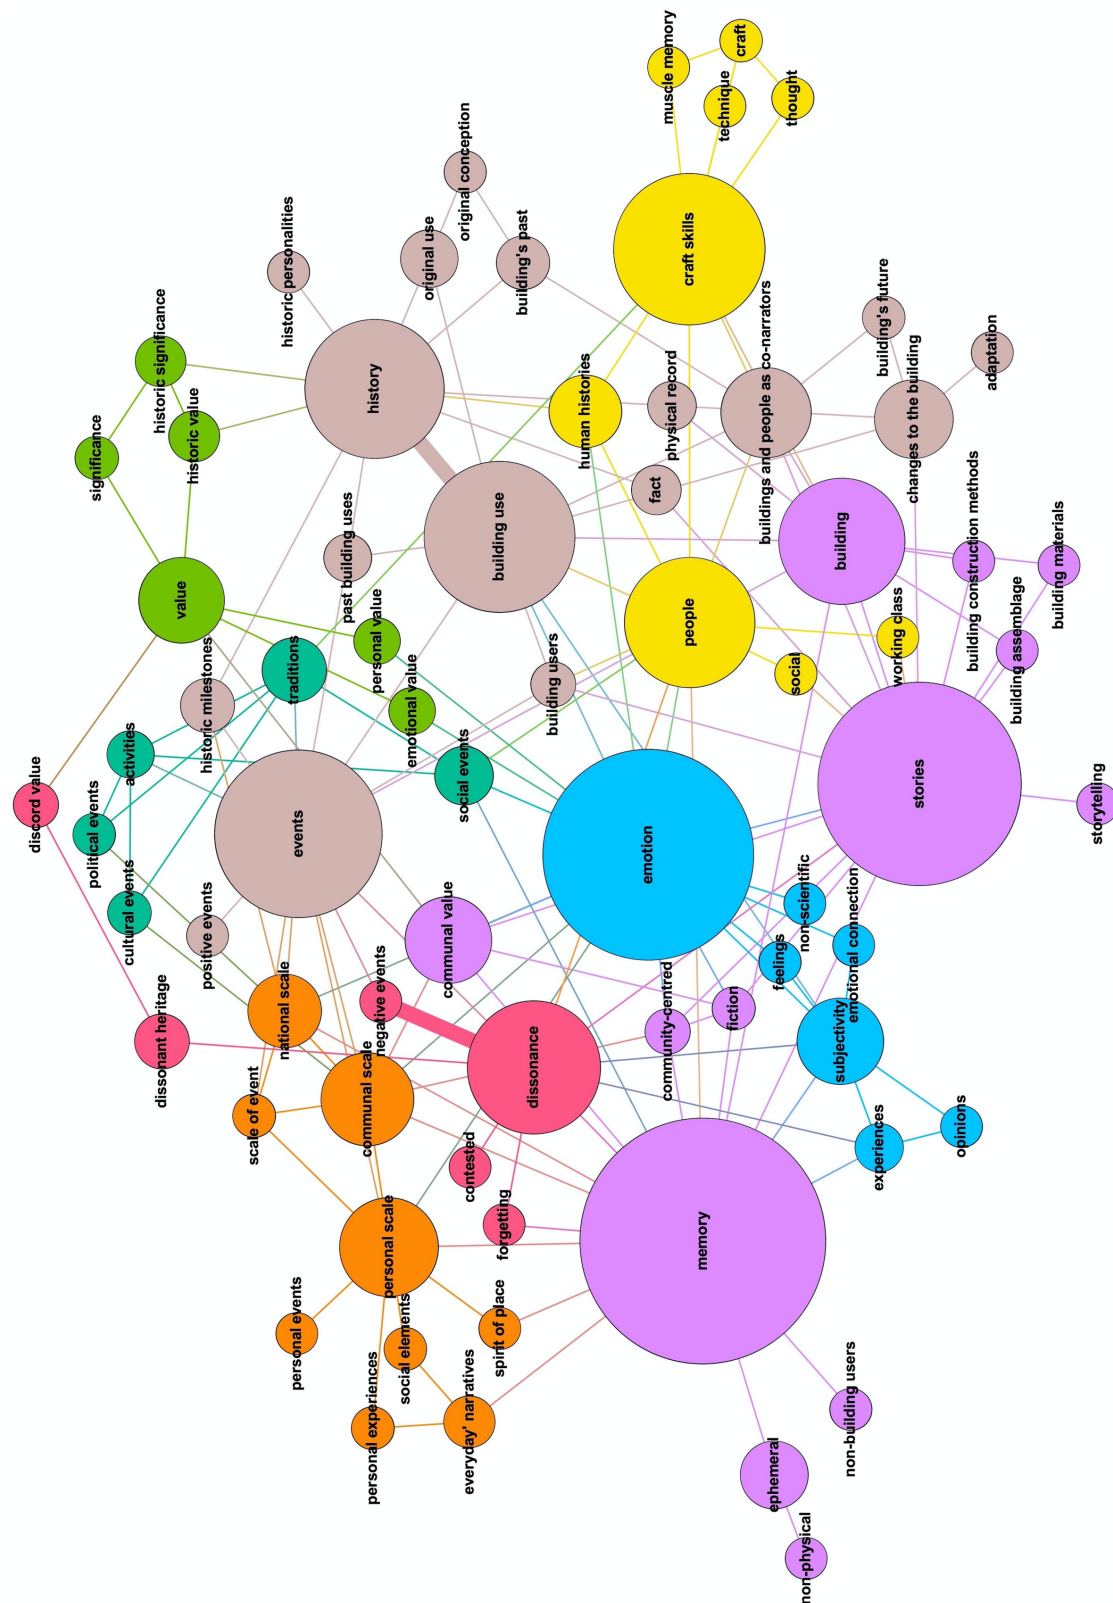 discord value
political events
cultural events
activities
significance
historic significance
historic value
value
dissonant heritage
positive events
historic milestones
traditions
historic personalities
scale of event
national scale
events
personal value
emotional value
past building uses
history
personal events
communal scale
negative events
personal scale
communal value
social events
original use
original conception
personal experiences
social elements
everyday' narratives
spirit of place
contested
forgetting
dissonance
building users
building use
building's past
human histories
emotion
people
fact
physical record
craft skills
muscle memory
technique
craft
thought
community-centred
fiction
memory
feelings
non-scientific
emotional connection
subjectivity
experiences
opinions
social
working class
building
buildings and people as co-narrators
building's future
changes to the building
adaptation
stories
storytelling
building construction methods
building assemblage
building materials
ephemeral
non-physical
non-building users